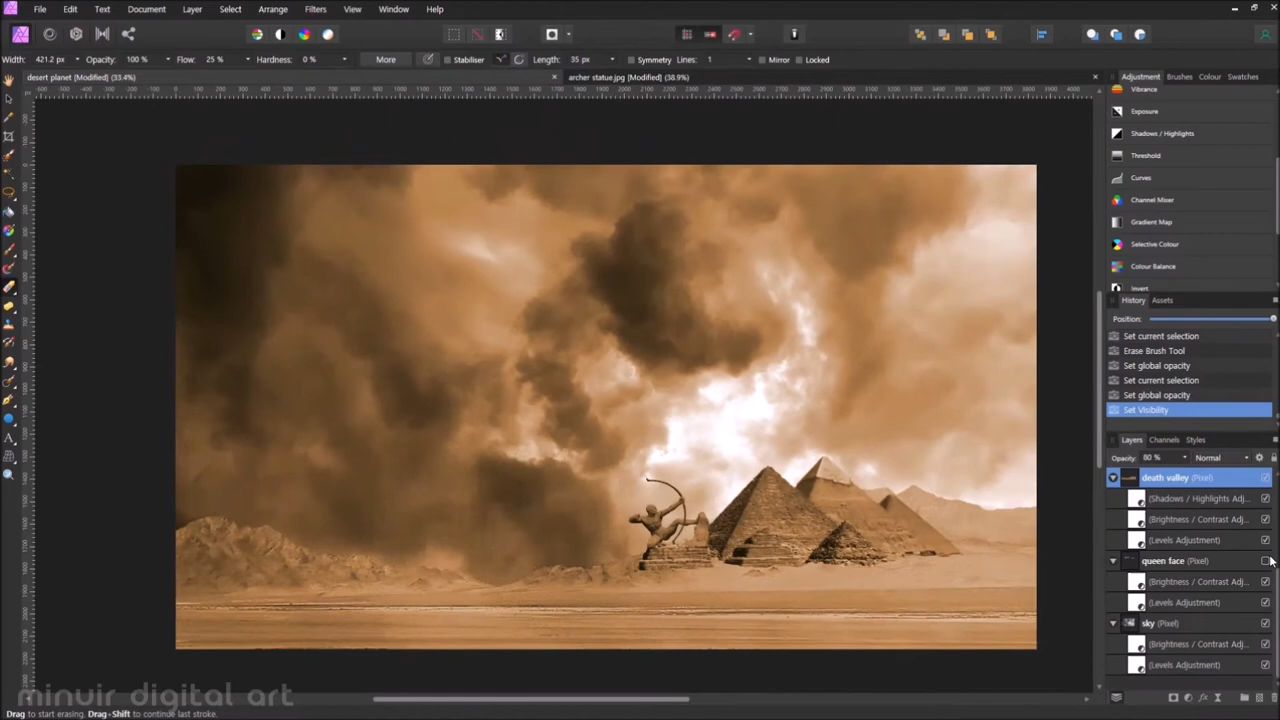 File Edit Text Document Layer Select Arrange Filters View Window Help
Width: 421.2 px Opacity: 100 % Flow: 25 % Hardness: 0 % More Stabiliser Length: 35 px Symmetry Lines: 1 Mirror Locked
desert planet [Modified] (33.4%)
archer statue.jpg [Modified] (38.9%)
Adjustment Brushes Colour Swatches
Vibrance
Exposure
Shadows / Highlights
Threshold
Curves
Channel Mixer
Gradient Map
Selective Colour
Colour Balance
Invert
History Assets
Position:
Set current selection
Erase Brush Tool
Set global opacity
Set current selection
Set global opacity
Set Visibility
Layers Channels Styles
Opacity: 80 % Normal
death valley (Pixel)
(Shadows / Highlights Adj...
(Brightness / Contrast Adj...
(Levels Adjustment)
queen face (Pixel)
(Brightness / Contrast Adj...
(Levels Adjustment)
sky (Pixel)
(Brightness / Contrast Adj...
(Levels Adjustment)
minuir digital art
Drag to start erasing. Drag+Shift to continue last stroke.